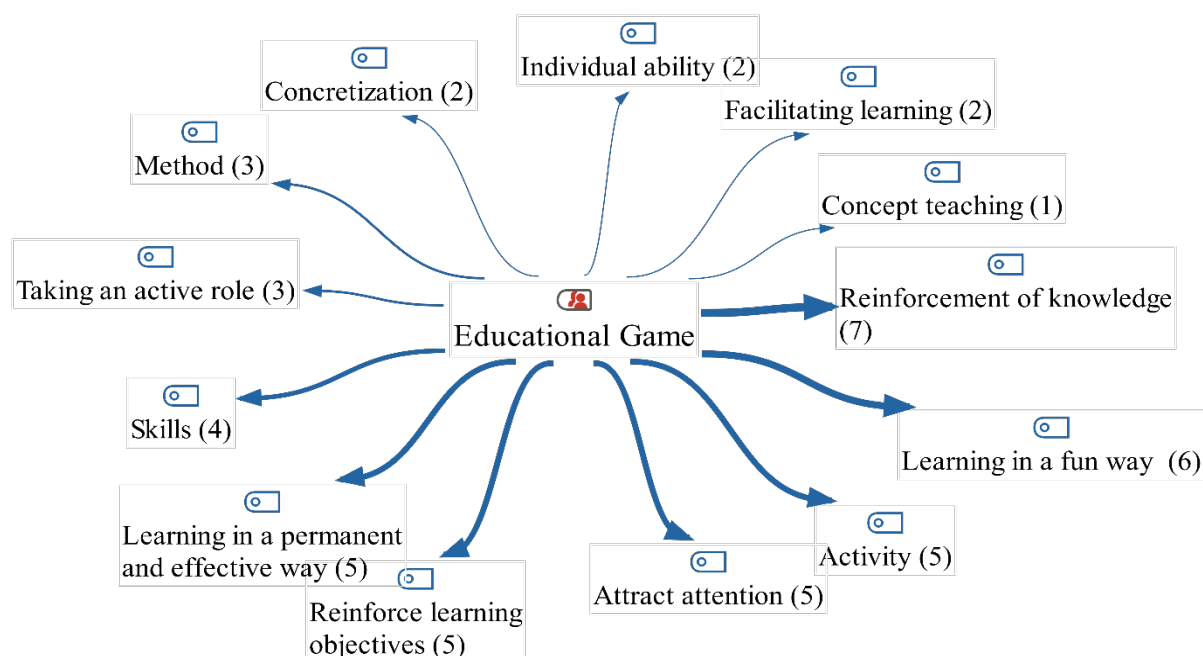 Individual ability (2)
Concretization (2)
Facilitating learning (2)
Method (3)
Concept teaching (1)
Taking an active role (3)
Reinforcement of knowledge
(7)
Educational Game
Skills (4)
Learning in a fun way (6)
Learning in a permanent
and effective way (5)
Activity (5)
Attract attention (5)
Reinforce learning
objectives (5)